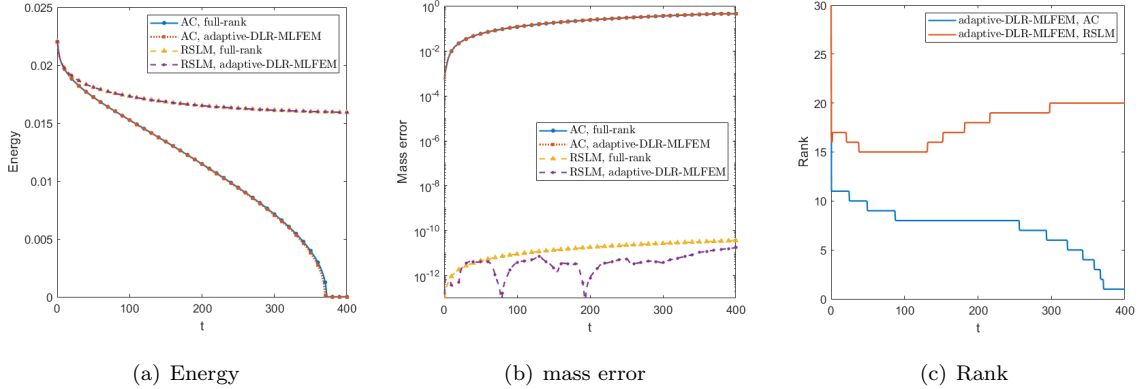 0.025
0.02
0.015
0.01
0.005
0
Energy
0
100
200
300
400
t
AC, full-rank
AC, adaptive-DLR-MLFEM
RSLM, full-rank
RSLM, adaptive-DLR-MLFEM
(a) Energy
10^0
10^-2
10^-4
10^-6
10^-8
10^-10
10^-12
Mass error
0
100
200
300
400
t
AC, full-rank
AC, adaptive-DLR-MLFEM
RSLM, full-rank
RSLM, adaptive-DLR-MLFEM
(b) mass error
30
25
20
15
10
5
0
Rank
0
100
200
300
400
t
adaptive-DLR-MLFEM, AC
adaptive-DLR-MLFEM, RSLM
(c) Rank